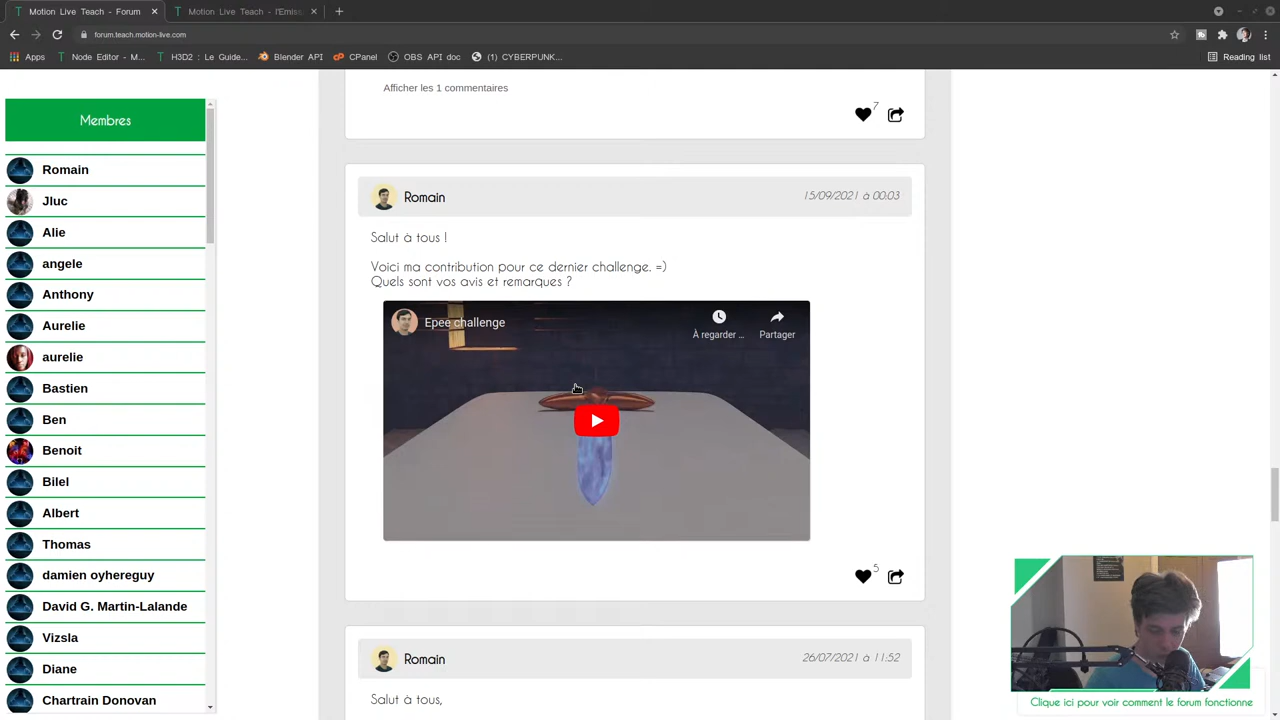 Motion Live Teach - Forum
Motion Live Teach - l'Émiss
forum.teach.motion-live.com
Apps
Node Editor - M...
H3D2 : Le Guide...
Blender API
CPanel
OBS API doc
(1) CYBERPUNK...
Reading list
Membres
Romain
Jluc
Alie
angele
Anthony
Aurelie
aurelie
Bastien
Ben
Benoit
Bilel
Albert
Thomas
damien oyhereguy
David G. Martin-Lalande
Vizsla
Diane
Chartrain Donovan
Afficher les 1 commentaires
7
Romain
15/09/2021 à 00:03
Salut à tous !
Voici ma contribution pour ce dernier challenge. =)
Quels sont vos avis et remarques ?
Epee challenge
À regarder ...
Partager
5
Romain
26/07/2021 à 11:52
Salut à tous,
Clique ici pour voir comment le forum fonctionne